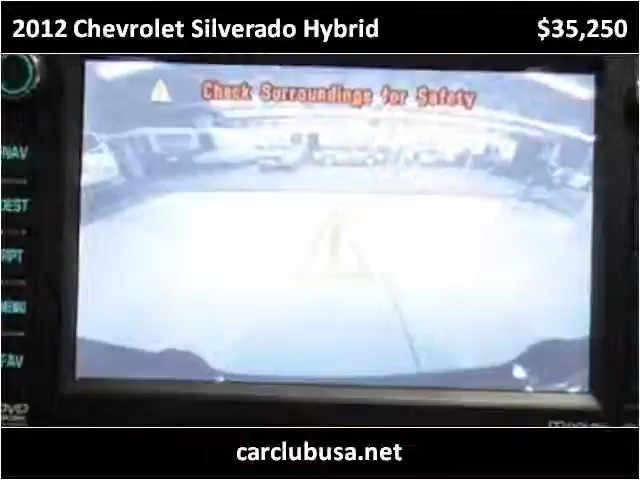 2012 Chevrolet Silverado Hybrid $35,250
Check Surroundings for Safety
NAV
DEST
RPT
MENU
FAV
DVD
carclubusa.net